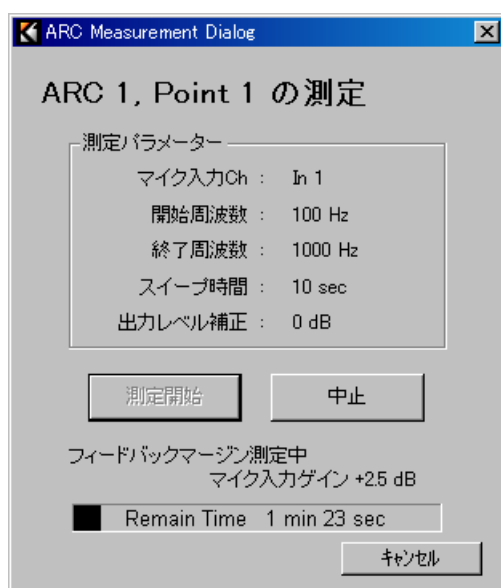 ARC Measurement Dialog
ARC 1, Point 1 の測定
測定パラメーター
マイク入力Ch : In 1
開始周波数 : 100 Hz
終了周波数 : 1000 Hz
スイープ時間 : 10 sec
出力レベル補正 : 0 dB
測定開始 中止
フィードバックマージン測定中
マイク入力ゲイン +2.5 dB
Remain Time 1 min 23 sec
キャンセル